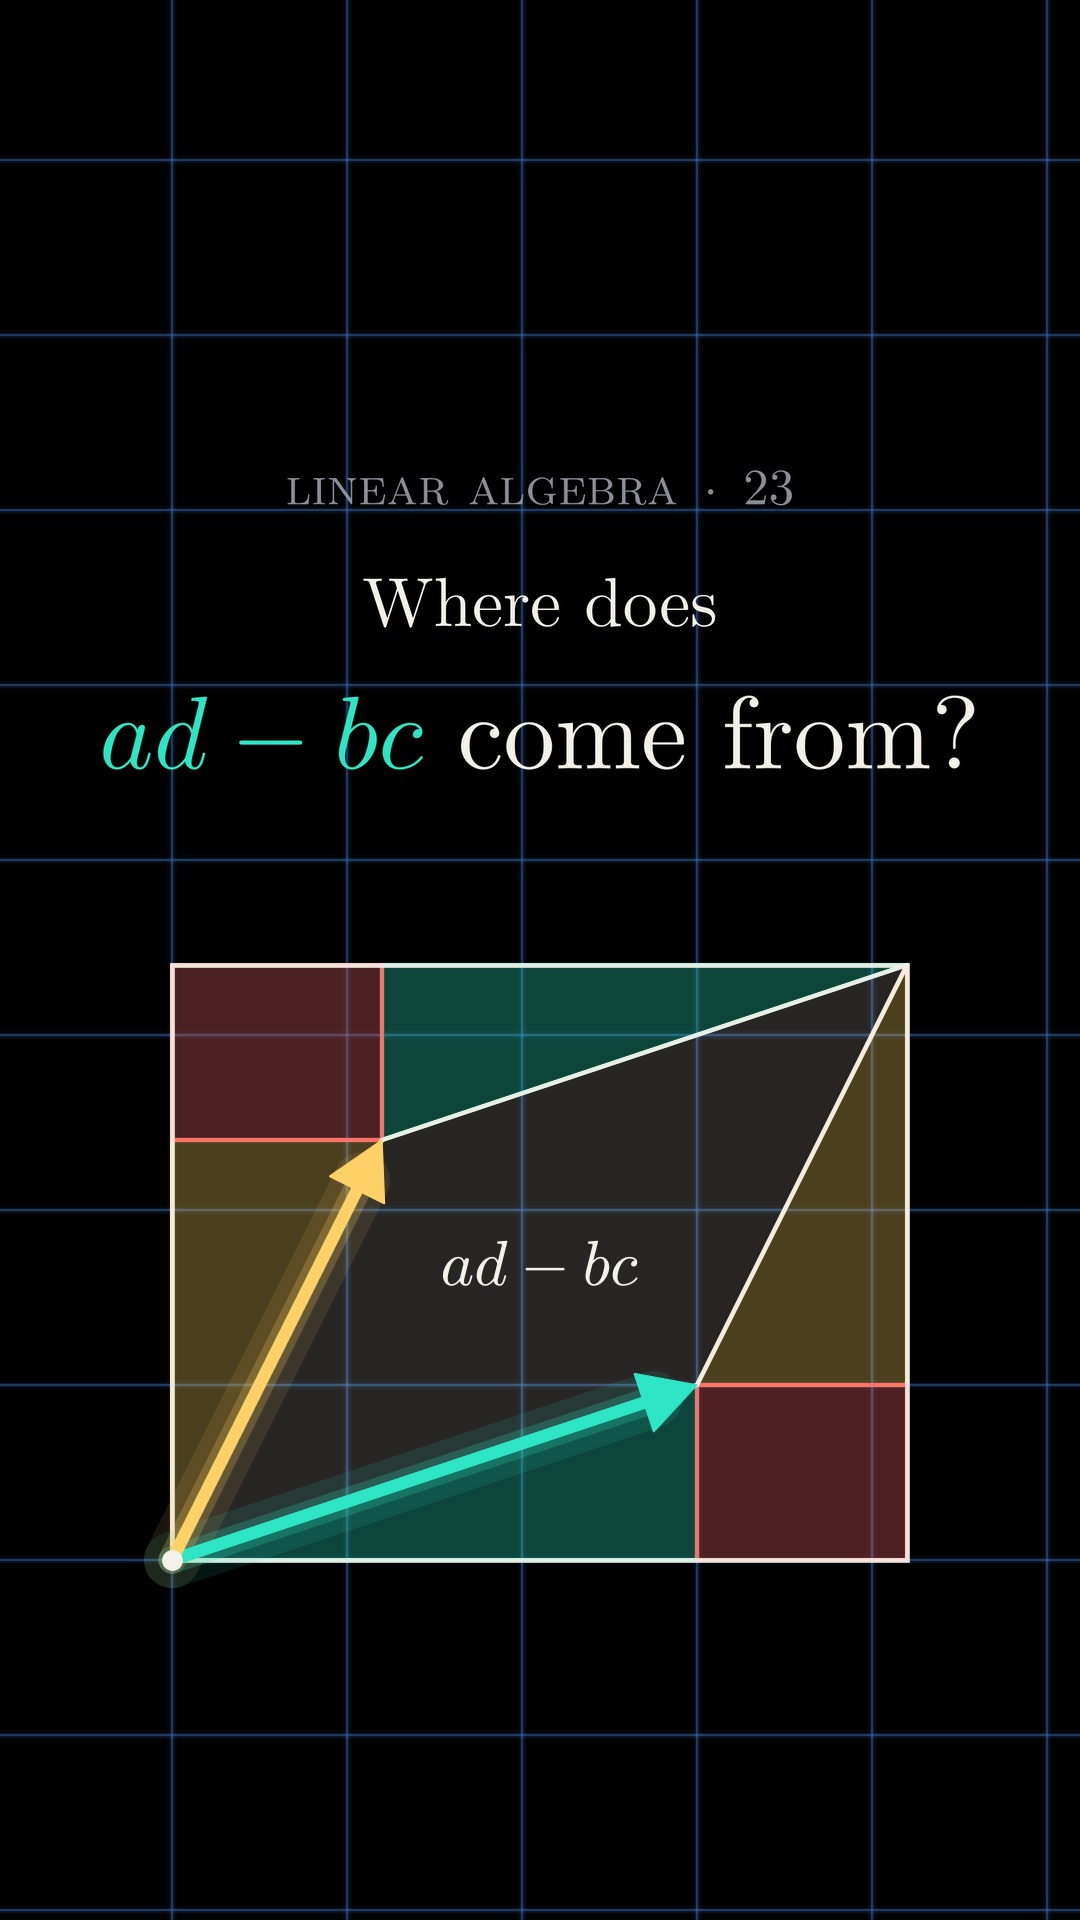 LINEAR ALGEBRA · 23
Where does
ad − bc come from?
ad − bc